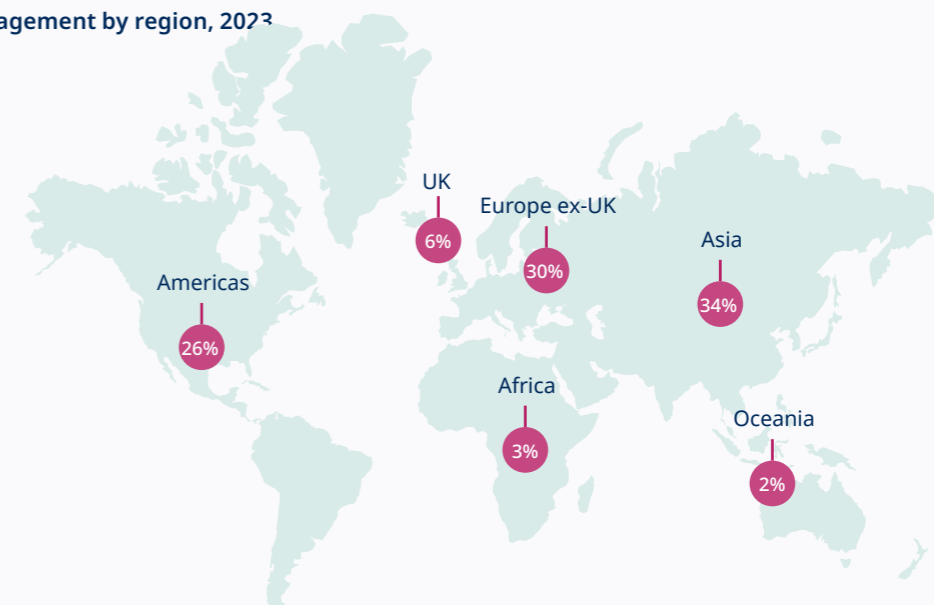 agement by region, 2023
UK
6%
Europe ex-UK
30%
Asia
34%
Americas
26%
Africa
3%
Oceania
2%